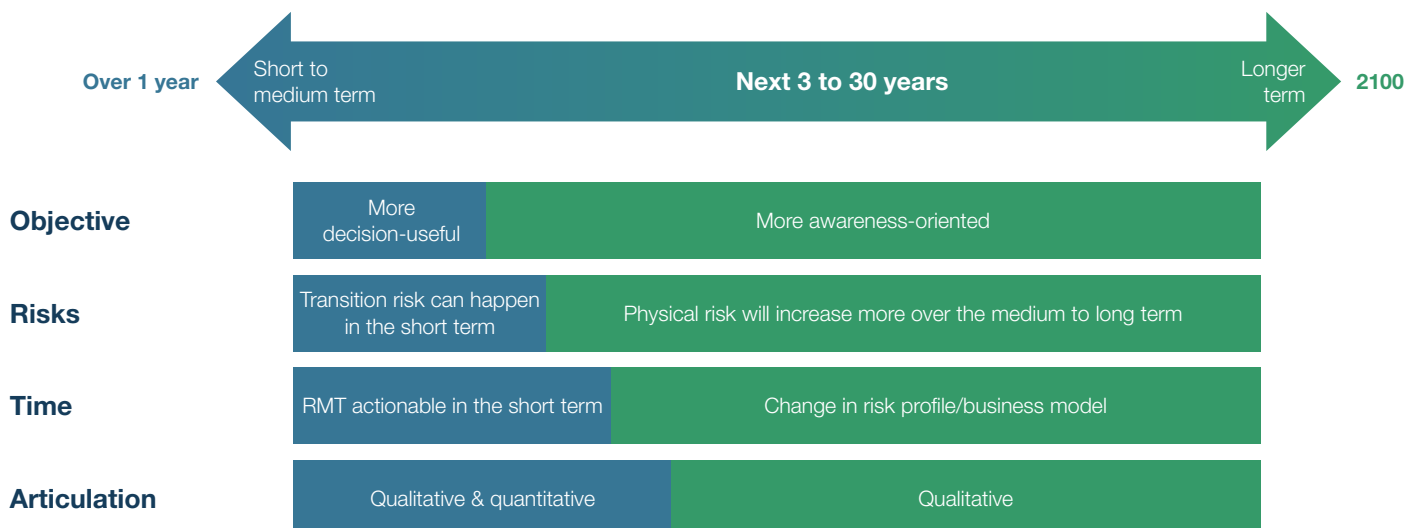 Over 1 year
Short to
medium term
Next 3 to 30 years
Longer
term
2100
Objective
More
decision-useful
More awareness-oriented
Risks
Transition risk can happen
in the short term
Physical risk will increase more over the medium to long term
Time
RMT actionable in the short term
Change in risk profile/business model
Articulation
Qualitative & quantitative
Qualitative